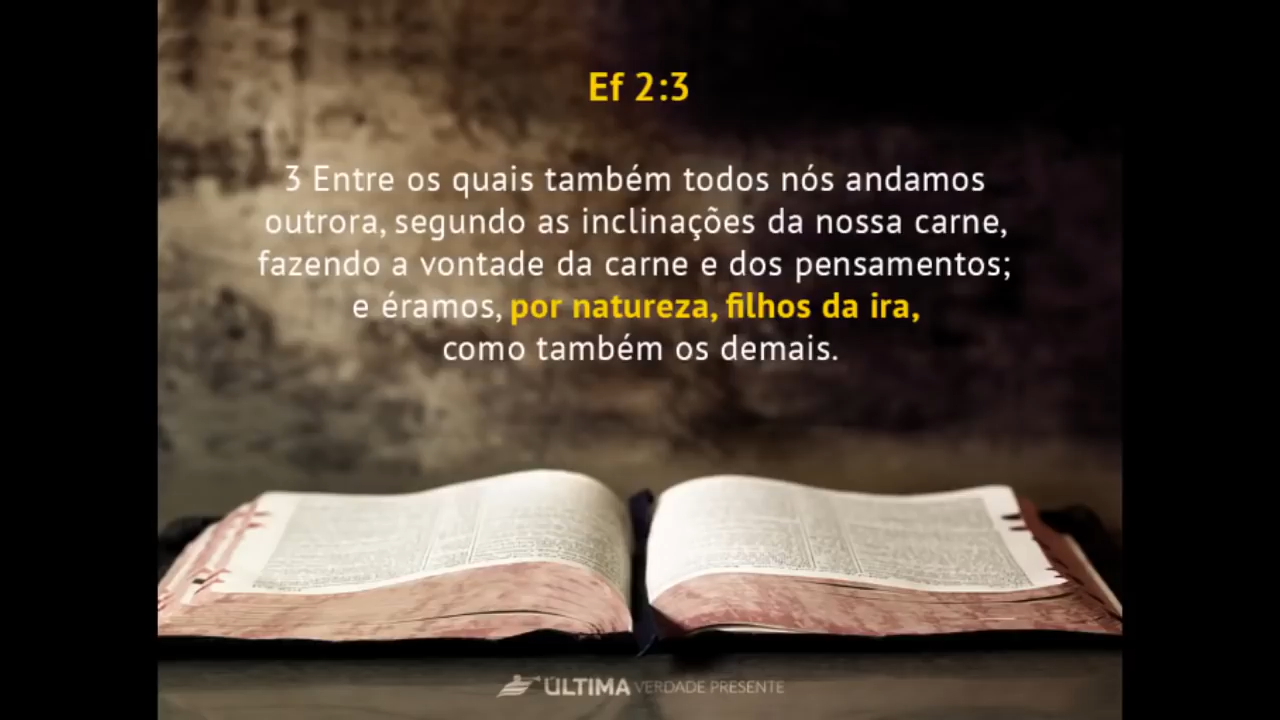 Ef 2:3
3 Entre os quais também todos nós andamos
outrora, segundo as inclinações da nossa carne,
fazendo a vontade da carne e dos pensamentos;
e éramos, por natureza, filhos da ira,
como também os demais.
ÚLTIMA VERDADE PRESENTE